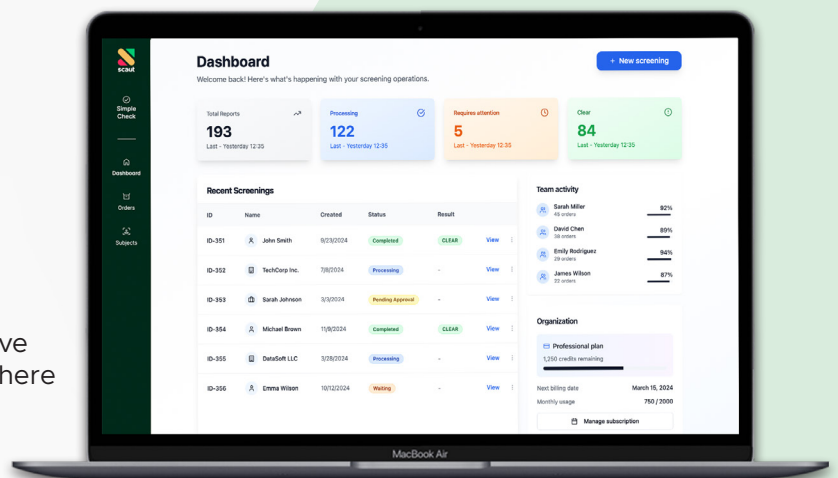 scaut
Simple
Check
Dashboard
Orders
Subjects
Dashboard
Welcome back! Here's what's happening with your screening operations.
+ New screening
Total Reports
193
Last - Yesterday 12:35
Processing
122
Last - Yesterday 12:35
Requires attention
5
Last - Yesterday 12:35
Clear
84
Last - Yesterday 12:35
Recent Screenings
ID Name Created Status Result
ID-351 John Smith 9/23/2024 Completed CLEAR View
ID-352 TechCorp Inc. 7/8/2024 Processing - View
ID-353 Sarah Johnson 3/3/2024 Pending Approval - View
ID-354 Michael Brown 11/9/2024 Completed CLEAR View
ID-355 DataSoft LLC 3/28/2024 Processing - View
ID-356 Emma Wilson 10/12/2024 Waiting - View
Team activity
Sarah Miller 92%
45 orders
David Chen 89%
38 orders
Emily Rodriguez 94%
29 orders
James Wilson 87%
22 orders
Organization
Professional plan
1,250 credits remaining
Next billing date March 15, 2024
Monthly usage 750 / 2000
Manage subscription
MacBook Air
ve
here